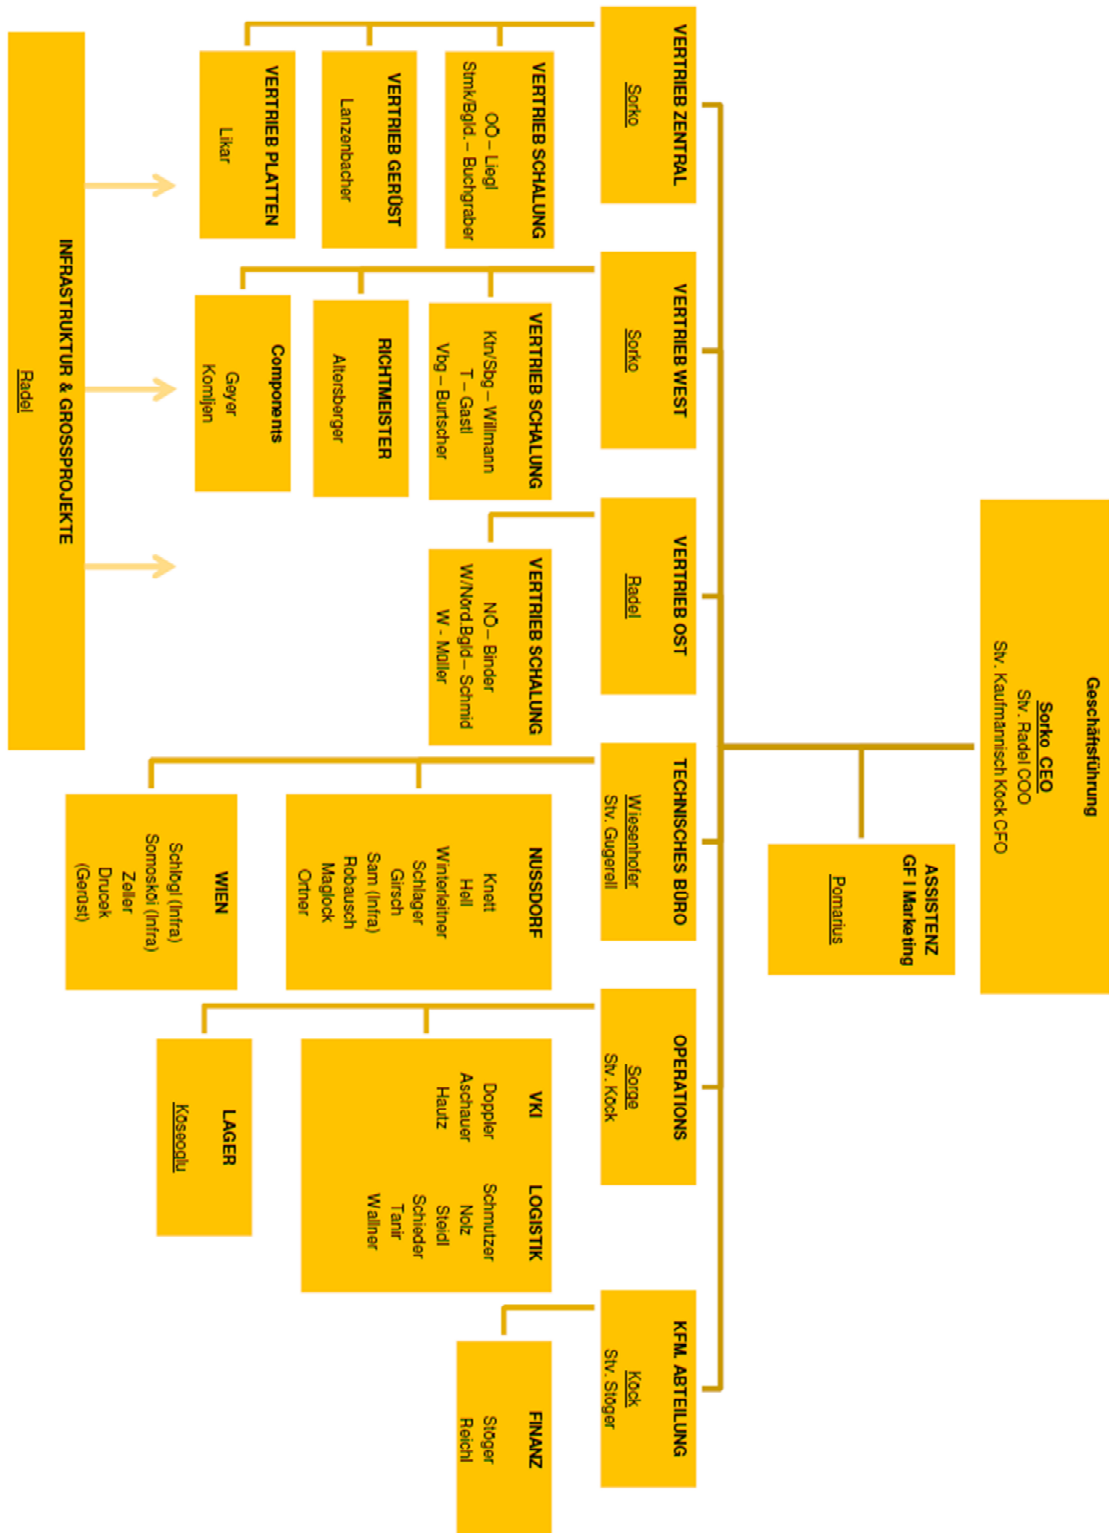 Geschäftsführung
Sorko CEO
Stv. Radel COO
Stv. Kaufmännisch Köck CFO
ASSISTENZ
GF I Marketing
Pomarius
VERTRIEB ZENTRAL
Sorko
VERTRIEB SCHALUNG
OÖ – Liegl
Stmk/Bgld. – Buchgraber
VERTRIEB GERÜST
Lanzenbacher
VERTRIEB PLATTEN
Likar
VERTRIEB WEST
Sorko
VERTRIEB SCHALUNG
Ktn/Sbg – Willmann
T – Gastl
Vbg – Burtscher
RICHTMEISTER
Altersberger
Components
Geyer
Komljen
VERTRIEB OST
Radel
VERTRIEB SCHALUNG
NÖ – Binder
W/Nord.Bgld – Schmid
W - Müller
TECHNISCHES BÜRO
Wiesenhofer
Stv. Gugerell
NUSSDORF
Knett
Hell
Winterleitner
Schlager
Girsch
Sam (Infra)
Robausch
Maglock
Ortner
WIEN
Schlögl (Infra)
Somosköi (Infra)
Zeller
Drucek
(Gerüst)
OPERATIONS
Sorge
Stv. Köck
VKI
Doppler
Aschauer
Hautz
LOGISTIK
Schmutzer
Nolz
Steidl
Schieder
Tanir
Wallner
LAGER
Köseoglu
KFM. ABTEILUNG
Köck
Stv. Stöger
FINANZ
Stöger
Reichl
INFRASTRUKTUR & GROSSPROJEKTE
Radel